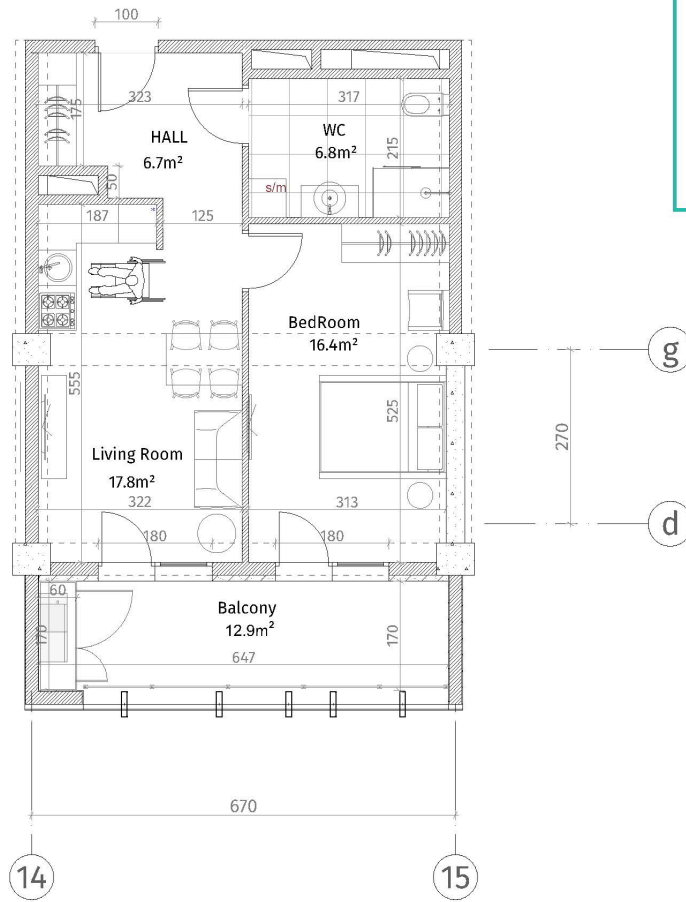 100
323
317
175
HALL
6.7m²
WC
6.8m²
215
50
s/m
187
125
BedRoom
16.4m²
g
555
525
270
Living Room
17.8m²
322
313
d
180
180
60
Balcony
12.9m²
170
170
647
670
14
15